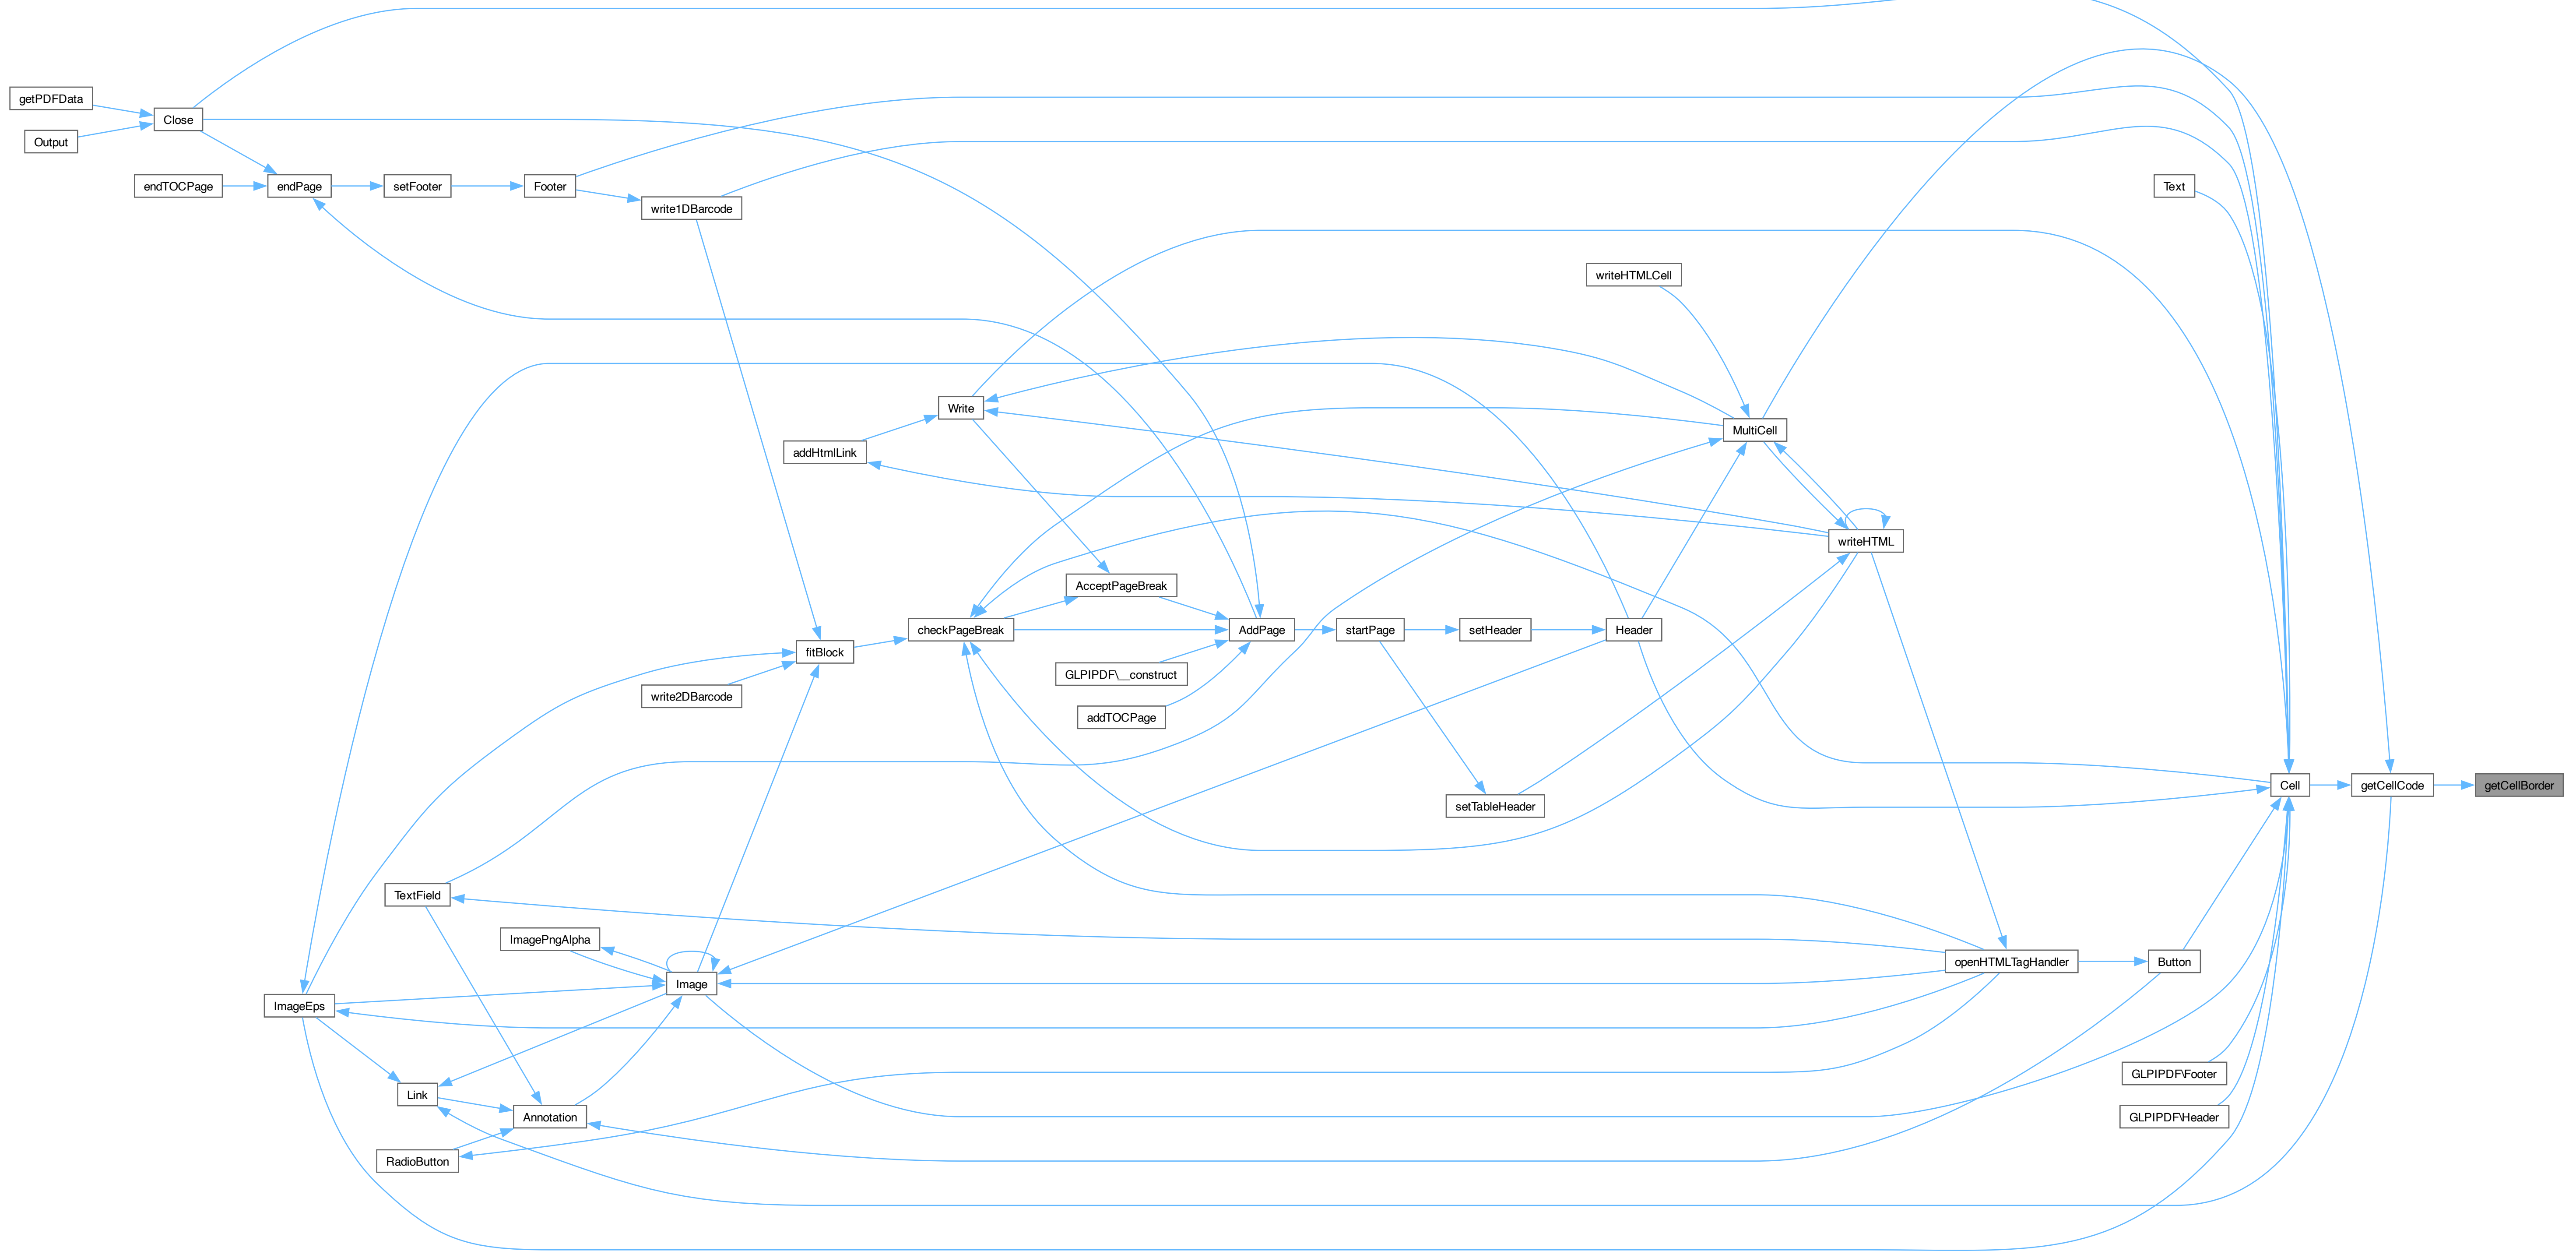 getPDFData
Close
Output
endTOCPage
endPage
setFooter
Footer
write1DBarcode
Text
writeHTMLCell
Write
MultiCell
addHtmlLink
writeHTML
AcceptPageBreak
checkPageBreak
AddPage
startPage
setHeader
Header
fitBlock
GLPIPDF\__construct
write2DBarcode
addTOCPage
Cell
getCellCode
getCellBorder
setTableHeader
TextField
ImagePngAlpha
openHTMLTagHandler
Button
Image
ImageEps
GLPIPDF\Footer
Link
Annotation
GLPIPDF\Header
RadioButton